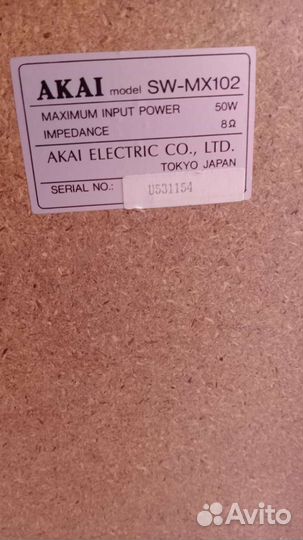 AKAI model SW-MX102
MAXIMUM INPUT POWER 50W
IMPEDANCE 8Ω
AKAI ELECTRIC CO., LTD.
TOKYO JAPAN
SERIAL NO.: U531154
Avito